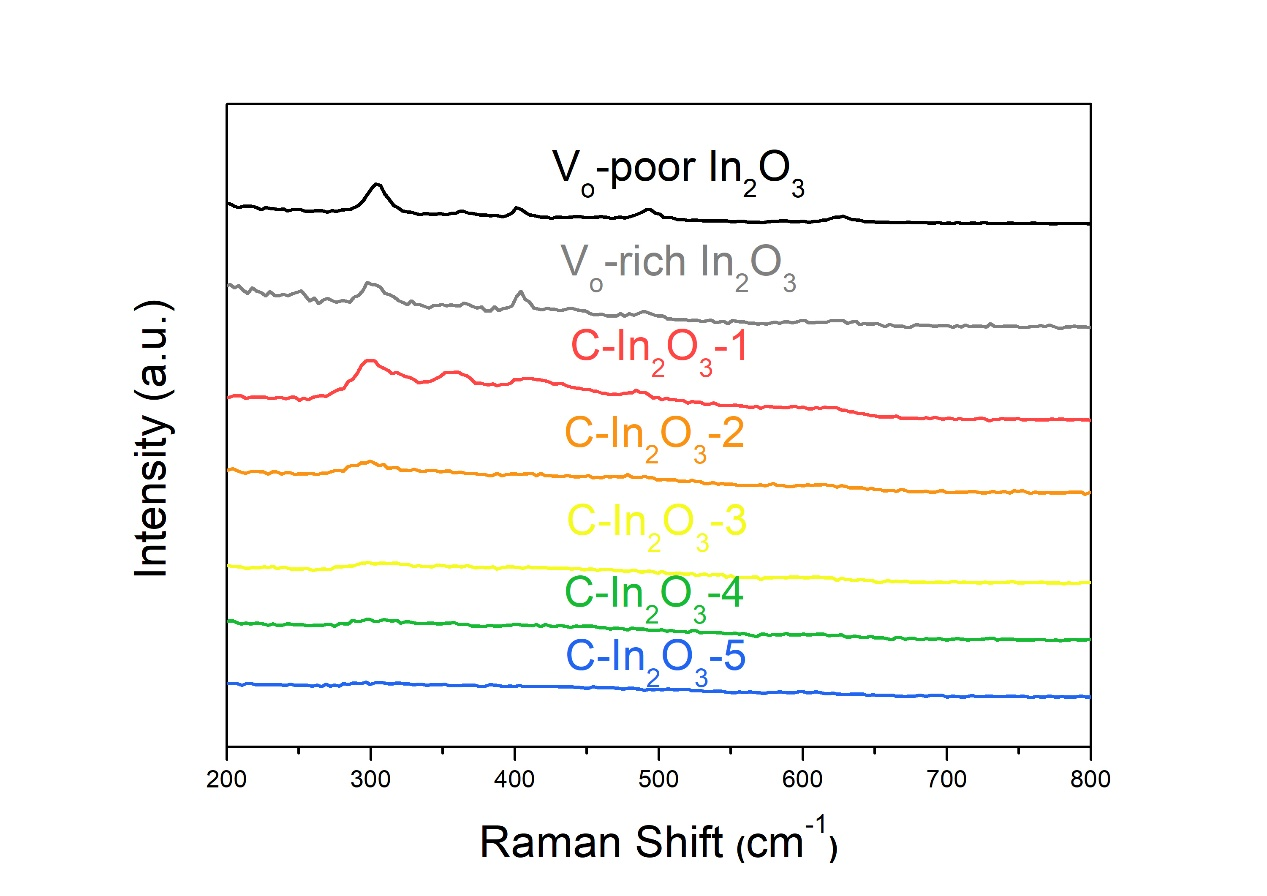 Vo-poor In2O3
Vo-rich In2O3
C-In2O3-1
C-In2O3-2
C-In2O3-3
C-In2O3-4
C-In2O3-5
Intensity (a.u.)
200 300 400 500 600 700 800
Raman Shift (cm-1)